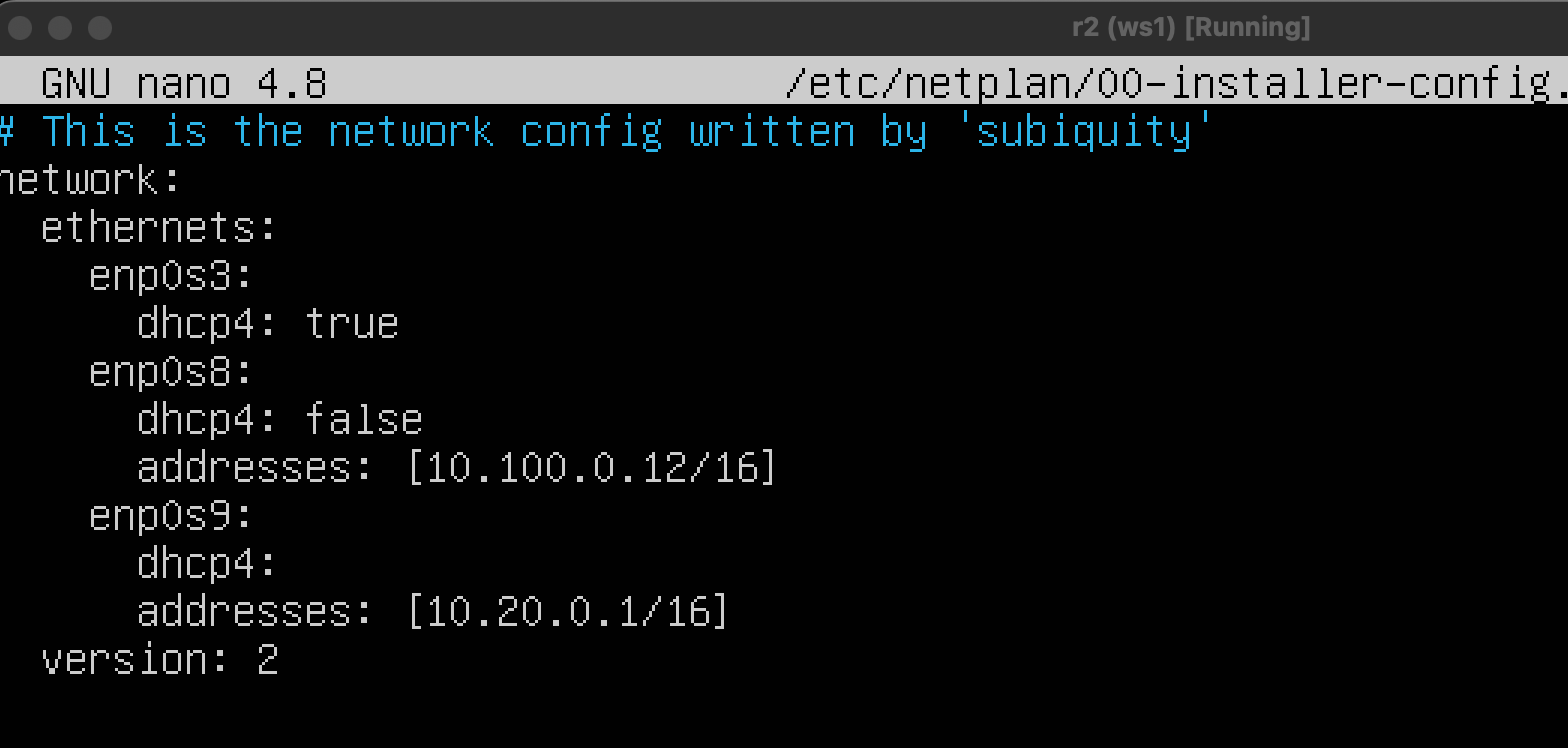 r2 (ws1) [Running]
GNU nano 4.8 /etc/netplan/00-installer-config.
# This is the network config written by 'subiquity'
network:
  ethernets:
    enp0s3:
      dhcp4: true
    enp0s8:
      dhcp4: false
      addresses: [10.100.0.12/16]
    enp0s9:
      dhcp4:
      addresses: [10.20.0.1/16]
  version: 2